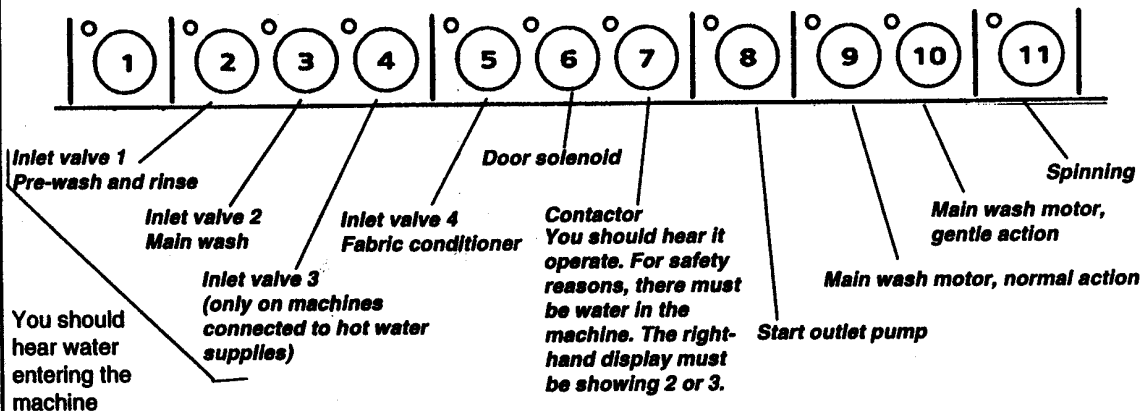 1 2 3 4 5 6 7 8 9 10 11
Inlet valve 1
Pre-wash and rinse
Inlet valve 2
Main wash
Inlet valve 3
(only on machines
connected to hot water
supplies)
Inlet valve 4
Fabric conditioner
Door solenoid
Contactor
You should hear it
operate. For safety
reasons, there must
be water in the
machine. The right-
hand display must
be showing 2 or 3.
Start outlet pump
Main wash motor, normal action
Main wash motor,
gentle action
Spinning
You should
hear water
entering the
machine